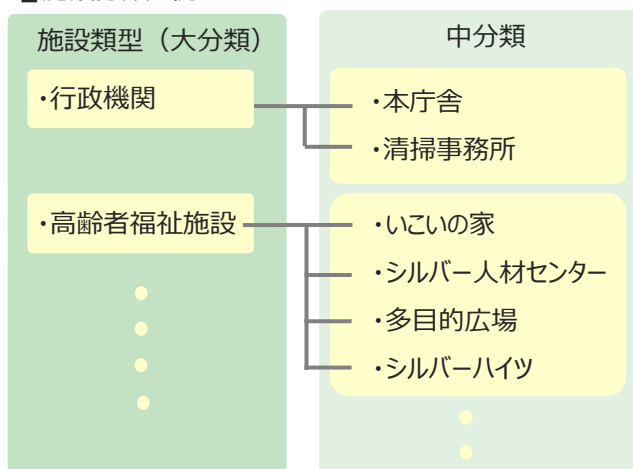 施設類型（大分類）
中分類
・行政機関
・本庁舎
・清掃事務所
・高齢者福祉施設
・いこいの家
・シルバー人材センター
・多目的広場
・シルバーハイツ